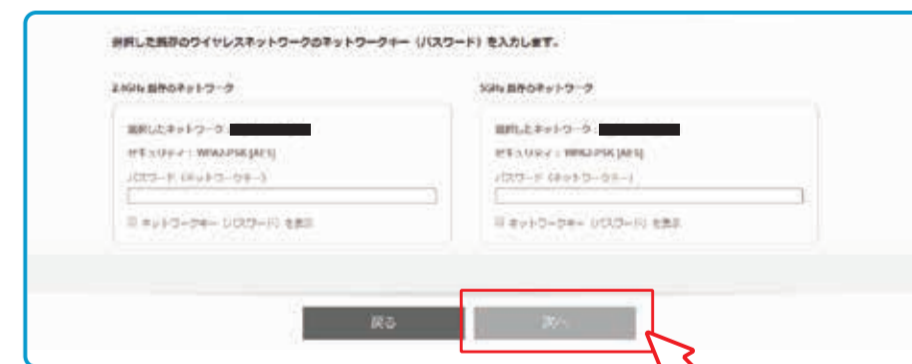 選択した既存のワイヤレスネットワークのネットワークキー（パスワード）を入力します。
2.4GHz 既存のネットワーク
5GHz 既存のネットワーク
選択したネットワーク：
セキュリティ：WPA2-PSK [AES]
パスワード（ネットワークキー）
ネットワークキー（パスワード）を表示
選択したネットワーク：
セキュリティ：WPA2-PSK [AES]
パスワード（ネットワークキー）
ネットワークキー（パスワード）を表示
戻る
次へ